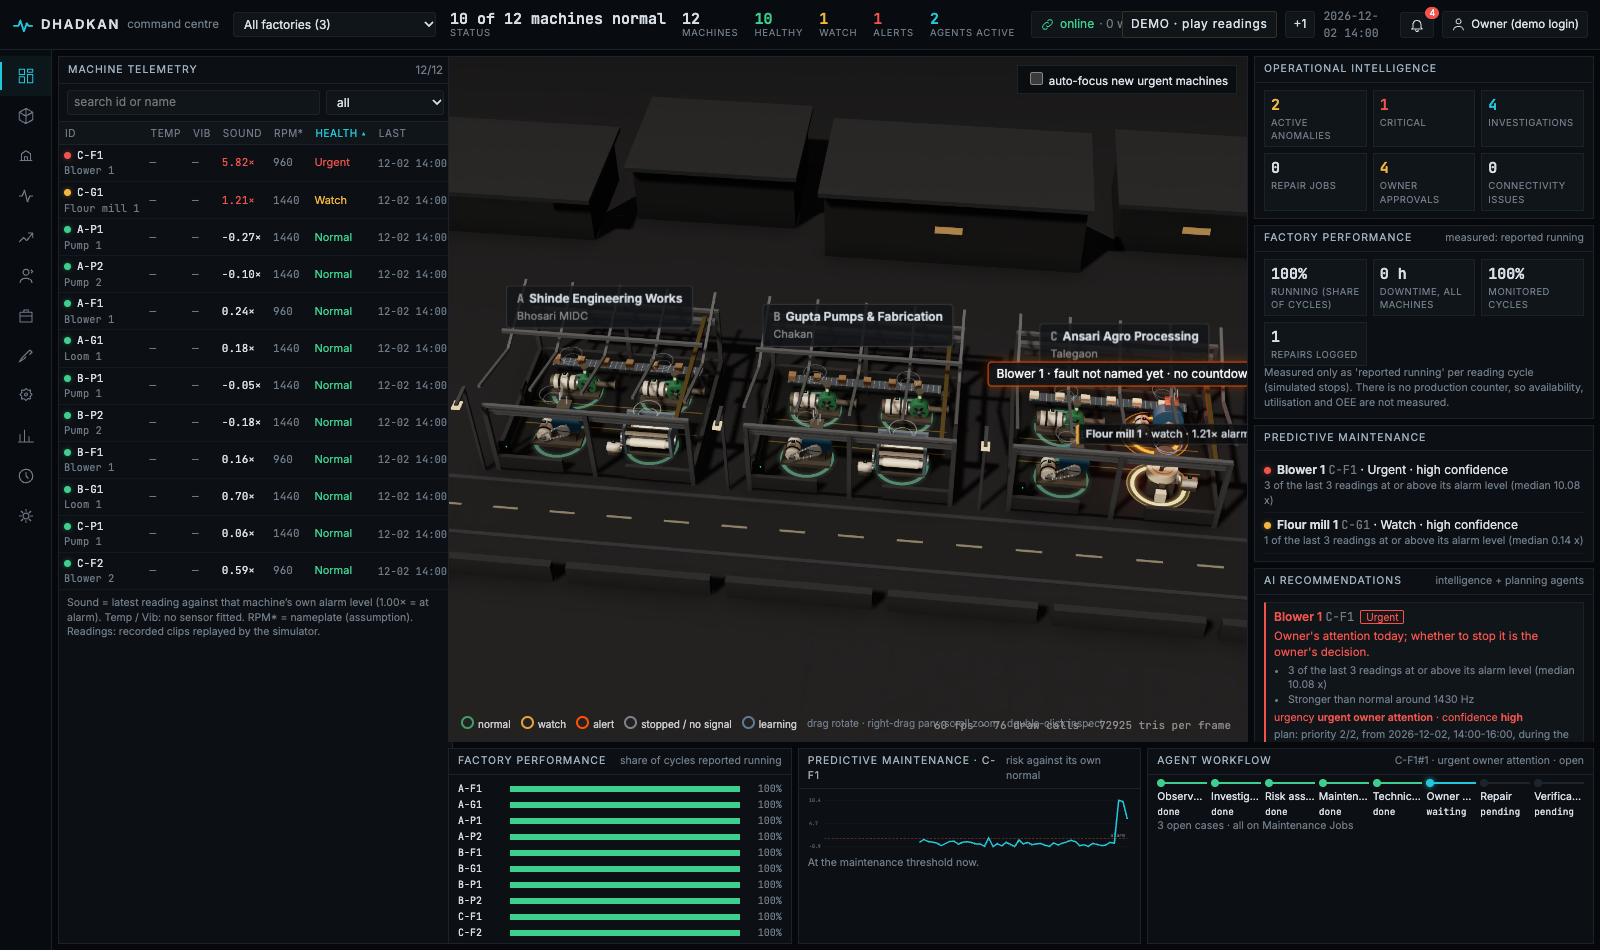 DHADKAN command centre
All factories (3)
10 of 12 machines normal
STATUS
12
MACHINES
10
HEALTHY
1
WATCH
1
ALERTS
2
AGENTS ACTIVE
online · 0
DEMO · play readings
+1
2026-12-
02 14:00
4
Owner (demo login)
MACHINE TELEMETRY 12/12
search id or name
all
ID TEMP VIB SOUND RPM* HEALTH LAST
C-F1 — — 5.82× 960 Urgent 12-02 14:00
Blower 1
C-G1 — — 1.21× 1440 Watch 12-02 14:00
Flour mill 1
A-P1 — — -0.27× 1440 Normal 12-02 14:00
Pump 1
A-P2 — — -0.10× 1440 Normal 12-02 14:00
Pump 2
A-F1 — — 0.24× 960 Normal 12-02 14:00
Blower 1
A-G1 — — 0.18× 1440 Normal 12-02 14:00
Loom 1
B-P1 — — -0.05× 1440 Normal 12-02 14:00
Pump 1
B-P2 — — -0.18× 1440 Normal 12-02 14:00
Pump 2
B-F1 — — 0.16× 960 Normal 12-02 14:00
Blower 1
B-G1 — — 0.70× 1440 Normal 12-02 14:00
Loom 1
C-P1 — — 0.06× 1440 Normal 12-02 14:00
Pump 1
C-F2 — — 0.59× 960 Normal 12-02 14:00
Blower 2
Sound = latest reading against that machine's own alarm level (1.00× = at
alarm). Temp / Vib: no sensor fitted. RPM* = nameplate (assumption).
Readings: recorded clips replayed by the simulator.
auto-focus new urgent machines
A Shinde Engineering Works
Bhosari MIDC
B Gupta Pumps & Fabrication
Chakan
C Ansari Agro Processing
Talegaon
Blower 1 · fault not named yet · no countdow
Flour mill 1 · watch · 1.21× alarm
normal
watch
alert
stopped / no signal
learning
drag rotate · right-drag pan · scroll zoom · double-click inspect
60 fps · 76 draw calls · 72925 tris per frame
OPERATIONAL INTELLIGENCE
2
ACTIVE
ANOMALIES
1
CRITICAL
4
INVESTIGATIONS
0
REPAIR JOBS
4
OWNER
APPROVALS
0
CONNECTIVITY
ISSUES
FACTORY PERFORMANCE measured: reported running
100%
RUNNING (SHARE
OF CYCLES)
0 h
DOWNTIME, ALL
MACHINES
100%
MONITORED
CYCLES
1
REPAIRS LOGGED
Measured only as 'reported running' per reading cycle
(simulated stops). There is no production counter, so availability,
utilisation and OEE are not measured.
PREDICTIVE MAINTENANCE
Blower 1 C-F1 · Urgent · high confidence
3 of the last 3 readings at or above its alarm level (median 10.08
x)
Flour mill 1 C-G1 · Watch · high confidence
1 of the last 3 readings at or above its alarm level (median 0.14 x)
AI RECOMMENDATIONS intelligence + planning agents
Blower 1 C-F1 Urgent
Owner's attention today; whether to stop it is the
owner's decision.
• 3 of the last 3 readings at or above its alarm level (median
10.08 x)
• Stronger than normal around 1430 Hz
urgency urgent owner attention · confidence high
plan: priority 2/2, from 2026-12-02, 14:00-16:00, during the
FACTORY PERFORMANCE share of cycles reported running
A-F1 100%
A-G1 100%
A-P1 100%
A-P2 100%
B-F1 100%
B-G1 100%
B-P1 100%
B-P2 100%
C-F1 100%
C-F2 100%
PREDICTIVE MAINTENANCE · C-
F1
risk against its own
normal
10.4
4.7
-0.9
alarm
At the maintenance threshold now.
AGENT WORKFLOW C-F1#1 · urgent owner attention · open
Observ... Investig... Risk ass... Mainten... Technic... Owner ... Repair Verifica...
done done done done done waiting pending pending
3 open cases · all on Maintenance Jobs